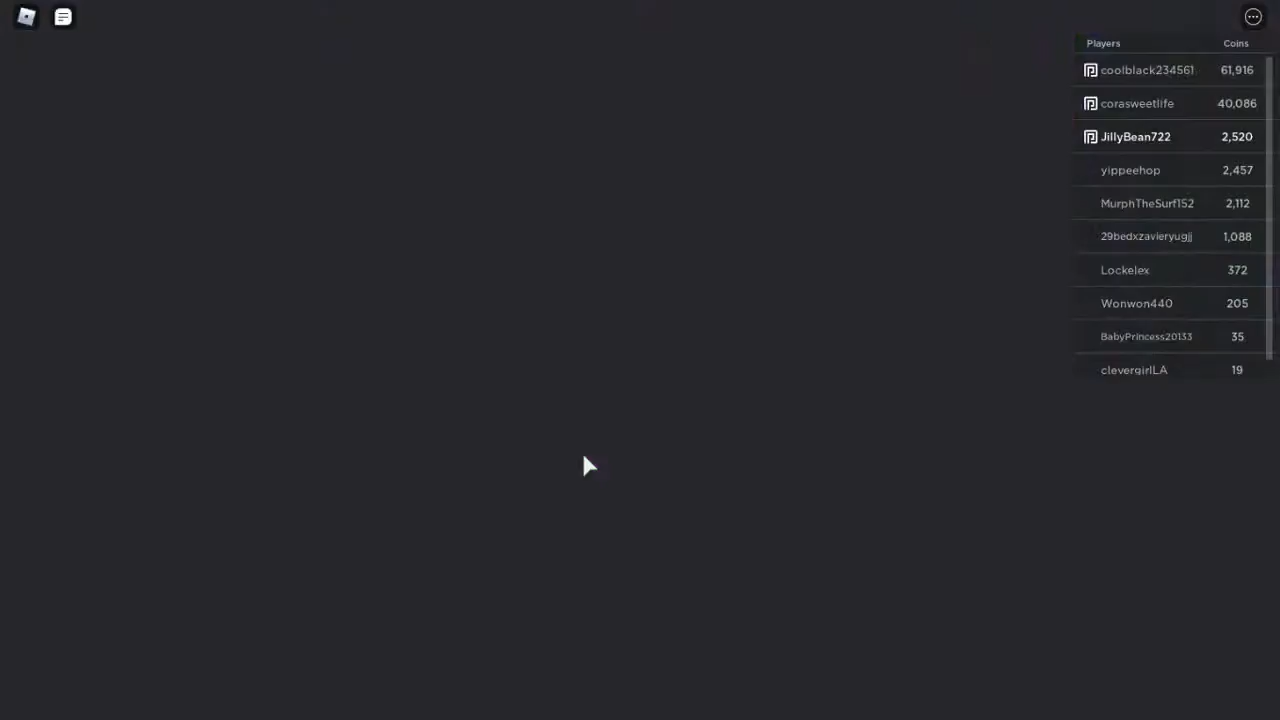 Players Coins
coolblack234561 61,916
corasweetlife 40,086
JillyBean722 2,520
yippeehop 2,457
MurphTheSurf152 2,112
29bedxzavieryugjj 1,088
Lockelex 372
Wonwon440 205
BabyPrincess20133 35
clevergirlLA 19